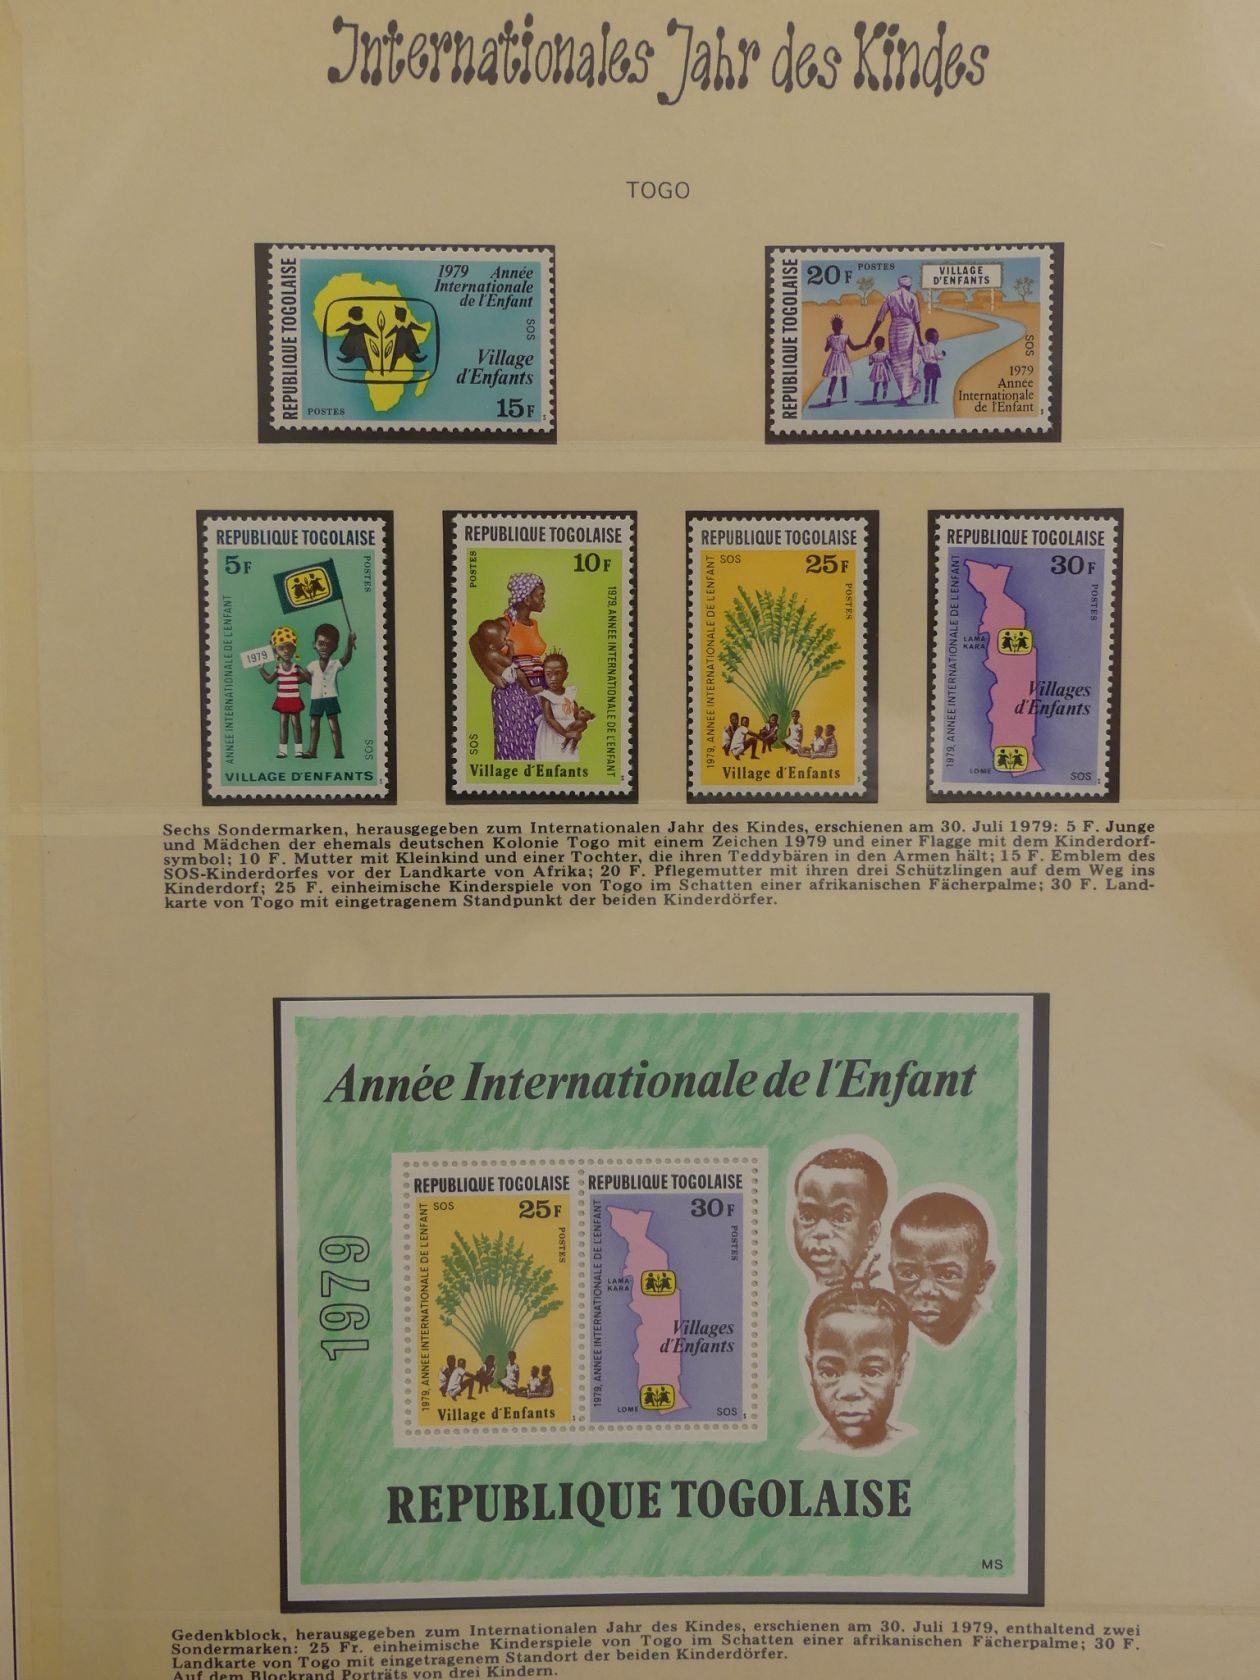 Internationales Jahr des Kindes
TOGO
REPUBLIQUE TOGOLAISE
1979 Année
Internationale
de l'Enfant
SOS
Village
d'Enfants
POSTES
15F
REPUBLIQUE TOGOLAISE
20F
POSTES
VILLAGE
D'ENFANTS
SOS
1979
Année
Internationale
de l'Enfant
REPUBLIQUE TOGOLAISE
5F
POSTES
1979
ANNEE INTERNATIONALE DE L'ENFANT
SOS
VILLAGE D'ENFANTS
REPUBLIQUE TOGOLAISE
POSTES
10F
1979, ANNEE INTERNATIONALE DE L'ENFANT
SOS
Village d'Enfants
REPUBLIQUE TOGOLAISE
SOS
25F
POSTES
1979, ANNEE INTERNATIONALE DE L'ENFANT
Village d'Enfants
REPUBLIQUE TOGOLAISE
30F
POSTES
1979, ANNEE INTERNATIONALE DE L'ENFANT
LAMA-
KARA
Villages
d'Enfants
LOME
SOS
Sechs Sondermarken, herausgegeben zum Internationalen Jahr des Kindes, erschienen am 30. Juli 1979: 5 F. Junge
und Mädchen der ehemals deutschen Kolonie Togo mit einem Zeichen 1979 und einer Flagge mit dem Kinderdorf-
symbol; 10 F. Mutter mit Kleinkind und einer Tochter, die ihren Teddybären in den Armen hält; 15 F. Emblem des
SOS-Kinderdorfes vor der Landkarte von Afrika; 20 F. Pflegemutter mit ihren drei Schützlingen auf dem Weg ins
Kinderdorf; 25 F. einheimische Kinderspiele von Togo im Schatten einer afrikanischen Fächerpalme; 30 F. Land-
karte von Togo mit eingetragenem Standpunkt der beiden Kinderdörfer.
Année Internationale de l'Enfant
1979
REPUBLIQUE TOGOLAISE
SOS
25F
POSTES
1979, ANNEE INTERNATIONALE DE L'ENFANT
Village d'Enfants
REPUBLIQUE TOGOLAISE
30F
POSTES
1979, ANNEE INTERNATIONALE DE L'ENFANT
LAMA-
KARA
Villages
d'Enfants
LOME
SOS
REPUBLIQUE TOGOLAISE
MS
Gedenkblock, herausgegeben zum Internationalen Jahr des Kindes, erschienen am 30. Juli 1979, enthaltend zwei
Sondermarken: 25 Fr. einheimische Kinderspiele von Togo im Schatten einer afrikanischen Fächerpalme; 30 F.
Landkarte von Togo mit eingetragenem Standort der beiden Kinderdörfer.
Auf dem Blockrand Porträts von drei Kindern.